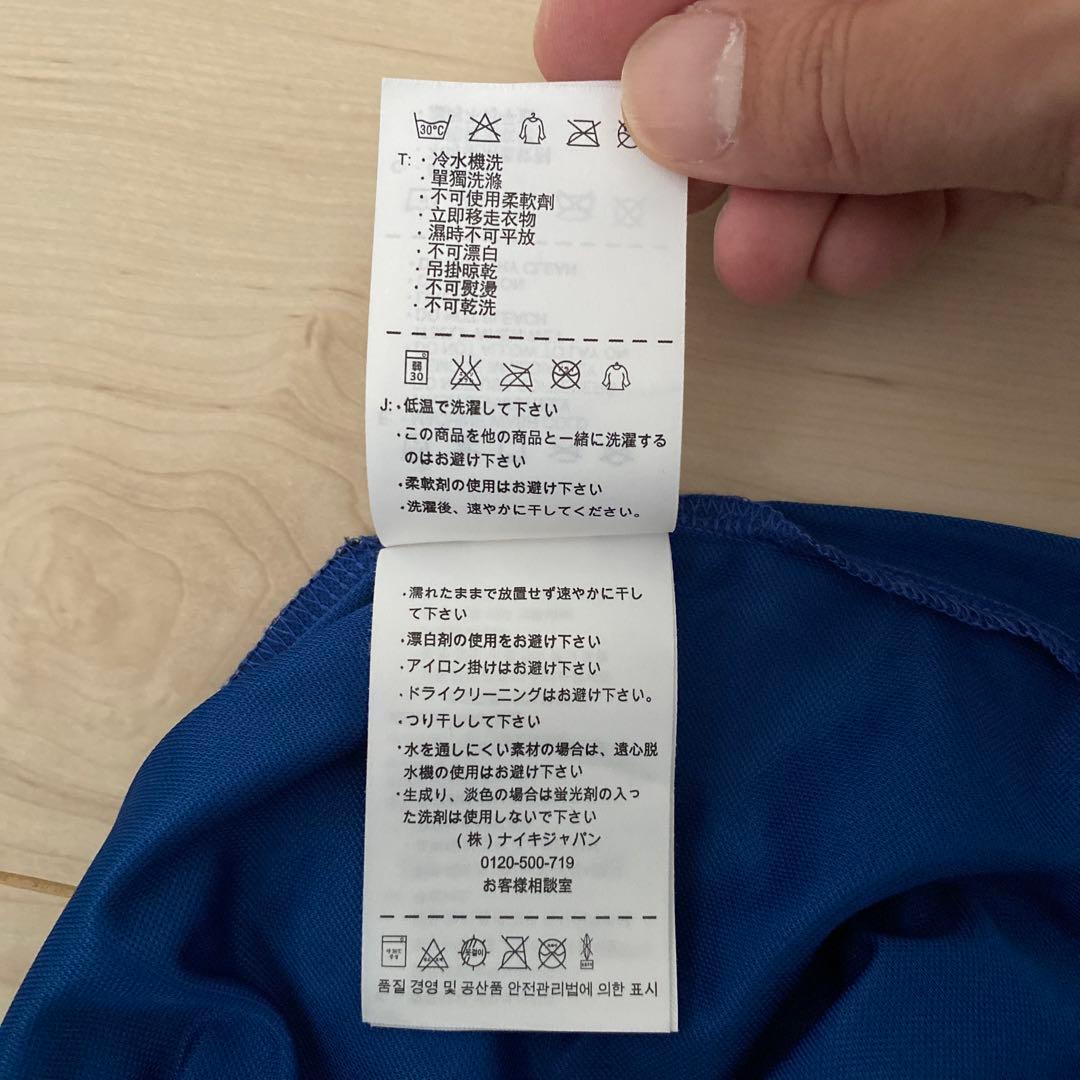 30°C
T: ・冷水機洗
・單獨洗滌
・不可使用柔軟劑
・立即移走衣物
・濕時不可平放
・不可漂白
・吊掛晾乾
・不可熨燙
・不可乾洗
弱
30
J: ・低温で洗濯して下さい
・この商品を他の商品と一緒に洗濯する
のはお避け下さい
・柔軟剤の使用はお避け下さい
・洗濯後、速やかに干してください。
・濡れたままで放置せず速やかに干し
て下さい
・漂白剤の使用をお避け下さい
・アイロン掛けはお避け下さい
・ドライクリーニングはお避け下さい。
・つり干しして下さい
・水を通しにくい素材の場合は、遠心脱
水機の使用はお避け下さい
・生成り、淡色の場合は蛍光剤の入っ
た洗剤は使用しないで下さい
(株)ナイキジャパン
0120-500-719
お客様相談室
옷걸이
품질 경영 및 공산품 안전관리법에 의한 표시